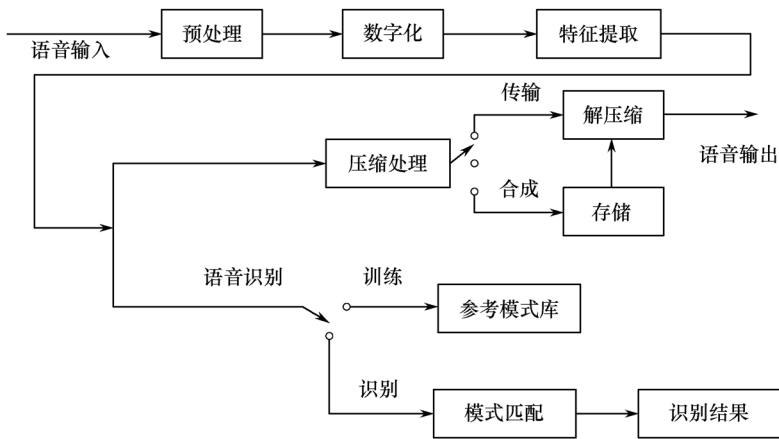 语音输入
预处理
数字化
特征提取
传输
解压缩
语音输出
压缩处理
合成
存储
语音识别
训练
参考模式库
识别
模式匹配
识别结果